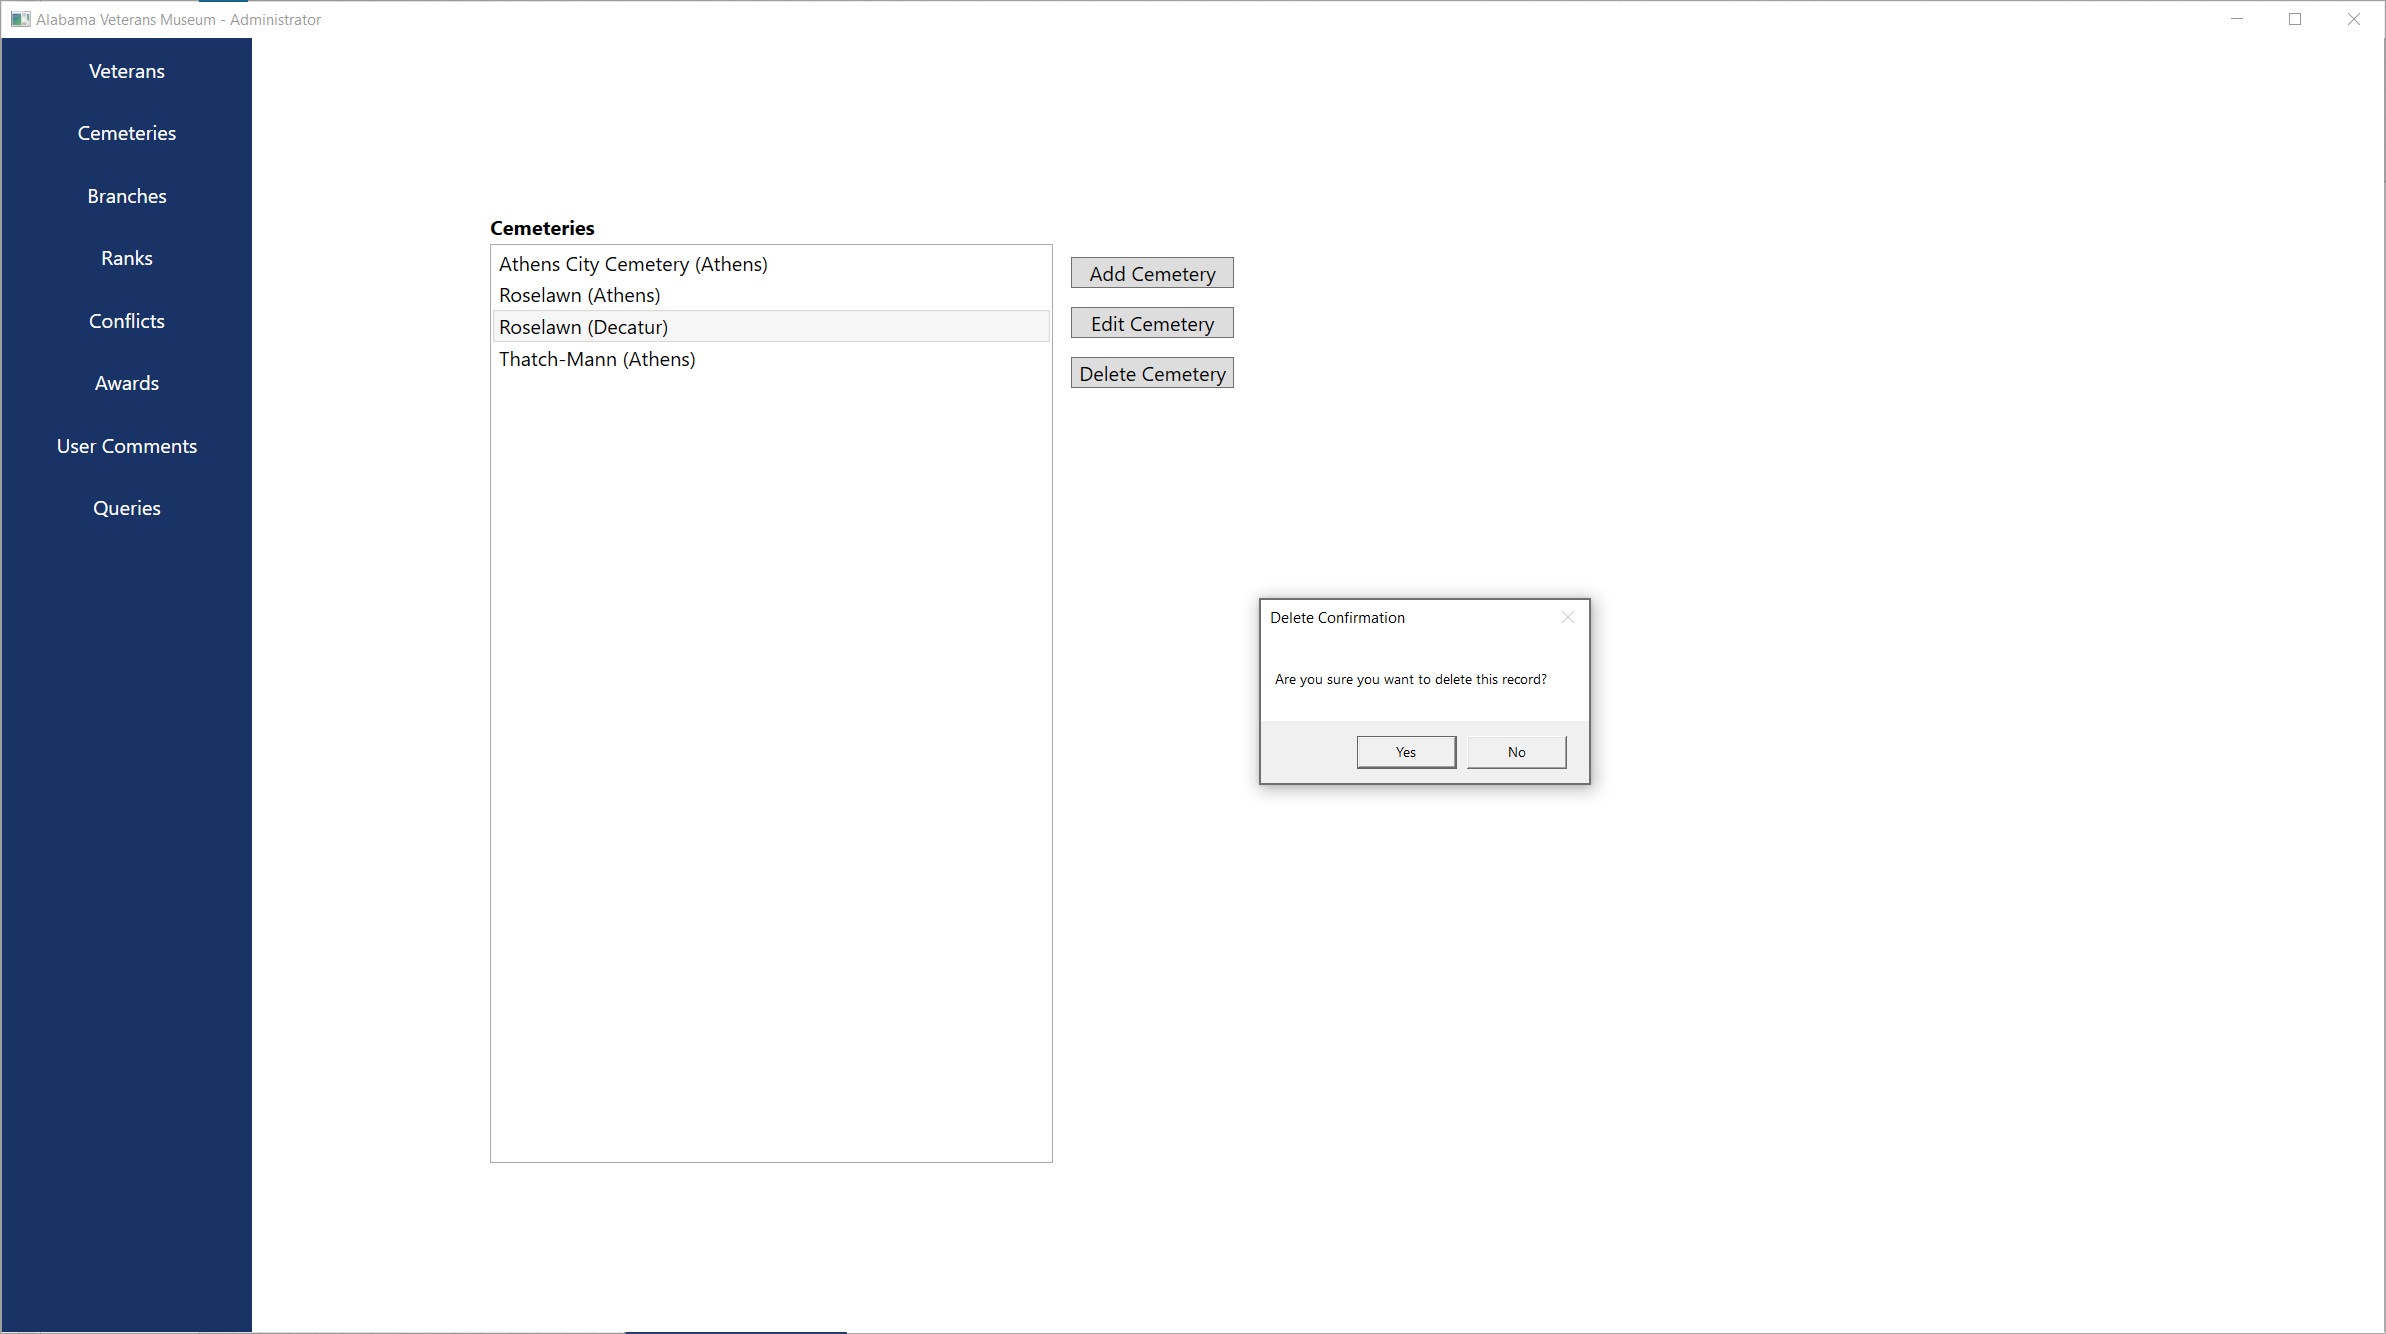 Alabama Veterans Museum - Administrator
Veterans
Cemeteries
Branches
Ranks
Conflicts
Awards
User Comments
Queries
Cemeteries
Athens City Cemetery (Athens)
Roselawn (Athens)
Roselawn (Decatur)
Thatch-Mann (Athens)
Add Cemetery
Edit Cemetery
Delete Cemetery
Delete Confirmation
Are you sure you want to delete this record?
Yes
No